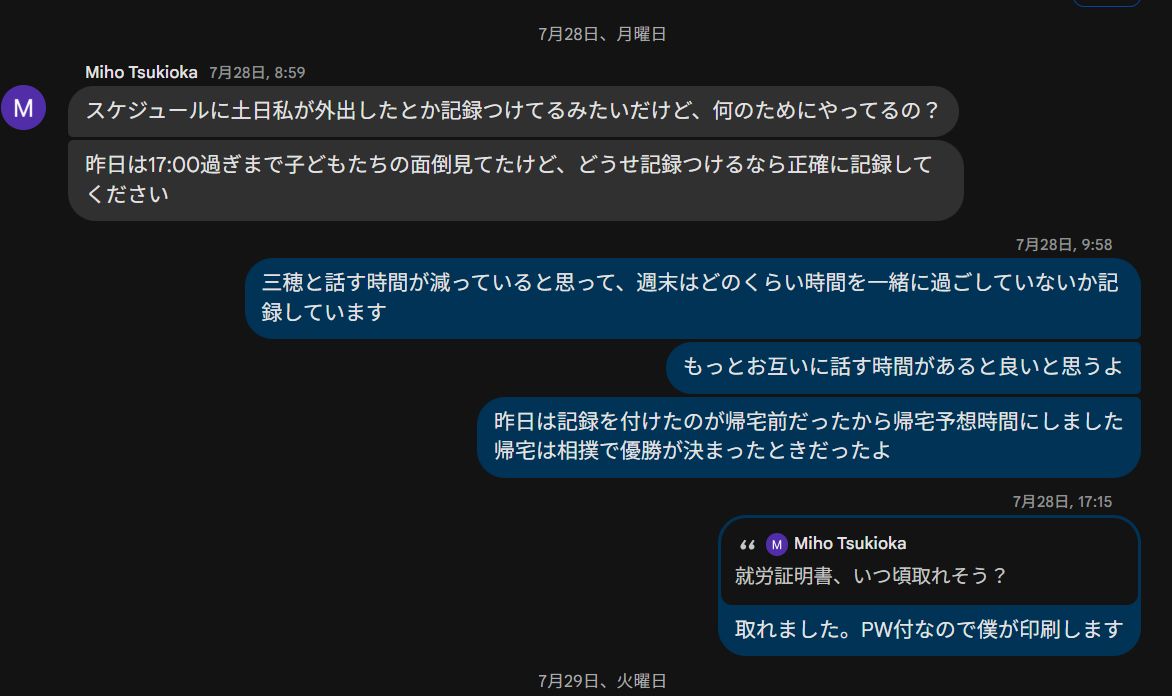 7月28日、月曜日
Miho Tsukioka 7月28日, 8:59
M
スケジュールに土日私が外出したとか記録つけてるみたいだけど、何のためにやってるの？
昨日は17:00過ぎまで子どもたちの面倒見てたけど、どうせ記録つけるなら正確に記録して
ください
7月28日, 9:58
三穂と話す時間が減っていると思って、週末はどのくらい時間を一緒に過ごしていないか記
録しています
もっとお互いに話す時間があると良いと思うよ
昨日は記録を付けたのが帰宅前だったから帰宅予想時間にしました
帰宅は相撲で優勝が決まったときだったよ
7月28日, 17:15
“ M Miho Tsukioka
就労証明書、いつ頃取れそう？
取れました。PW付なので僕が印刷します
7月29日、火曜日